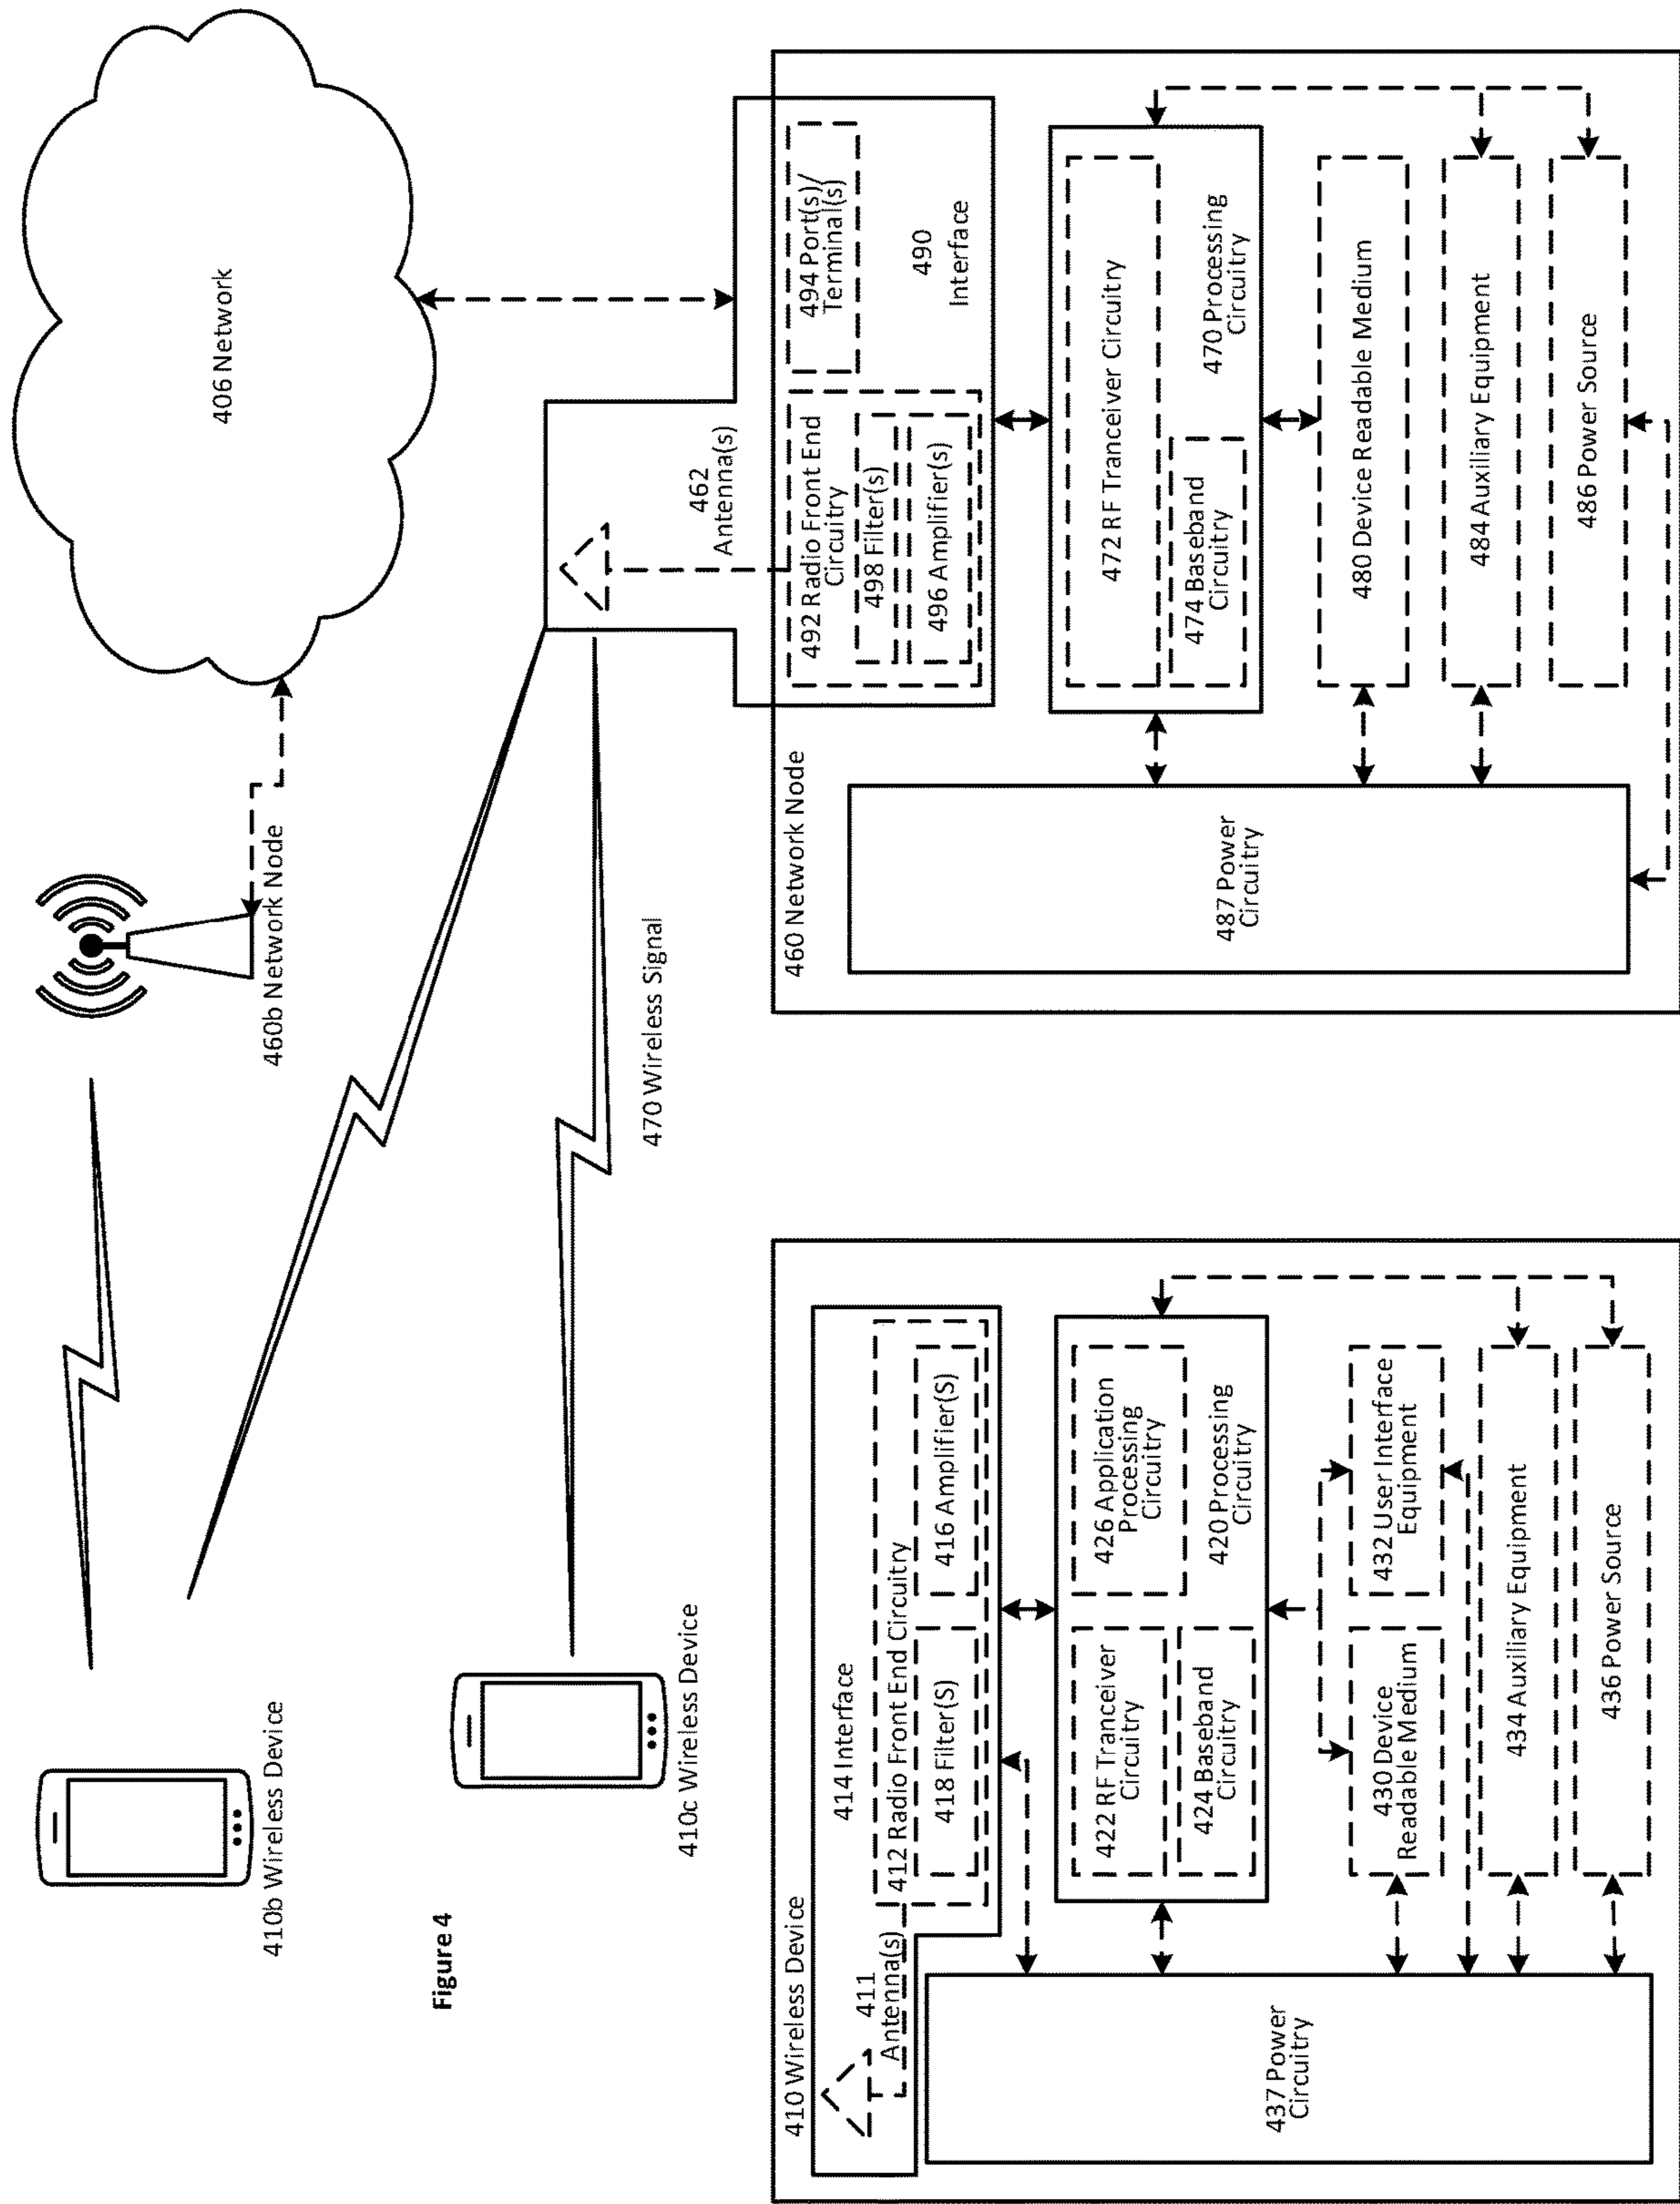 406 Network
460b Network Node
410b Wireless Device
Figure 4
410c Wireless Device
470 Wireless Signal
462
Antenna(s)
410 Wireless Device
411
Antenna(s)
414 Interface
412 Radio Front End Circuitry
418 Filter(S)
416 Amplifier(S)
422 RF Tranceiver
Circuitry
424 Baseband
Circuitry
426 Application
Processing
Circuitry
420 Processing
Circuitry
430 Device
Readable Medium
432 User Interface
Equipment
434 Auxiliary Equipment
436 Power Source
437 Power
Circuitry
460 Network Node
492 Radio Front End
Circuitry
498 Filter(s)
496 Amplifier(s)
494 Port(s)/
Terminal(s)
490
Interface
472 RF Tranceiver Circuitry
474 Baseband
Circuitry
470 Processing
Circuitry
480 Device Readable Medium
484 Auxiliary Equipment
486 Power Source
487 Power
Circuitry